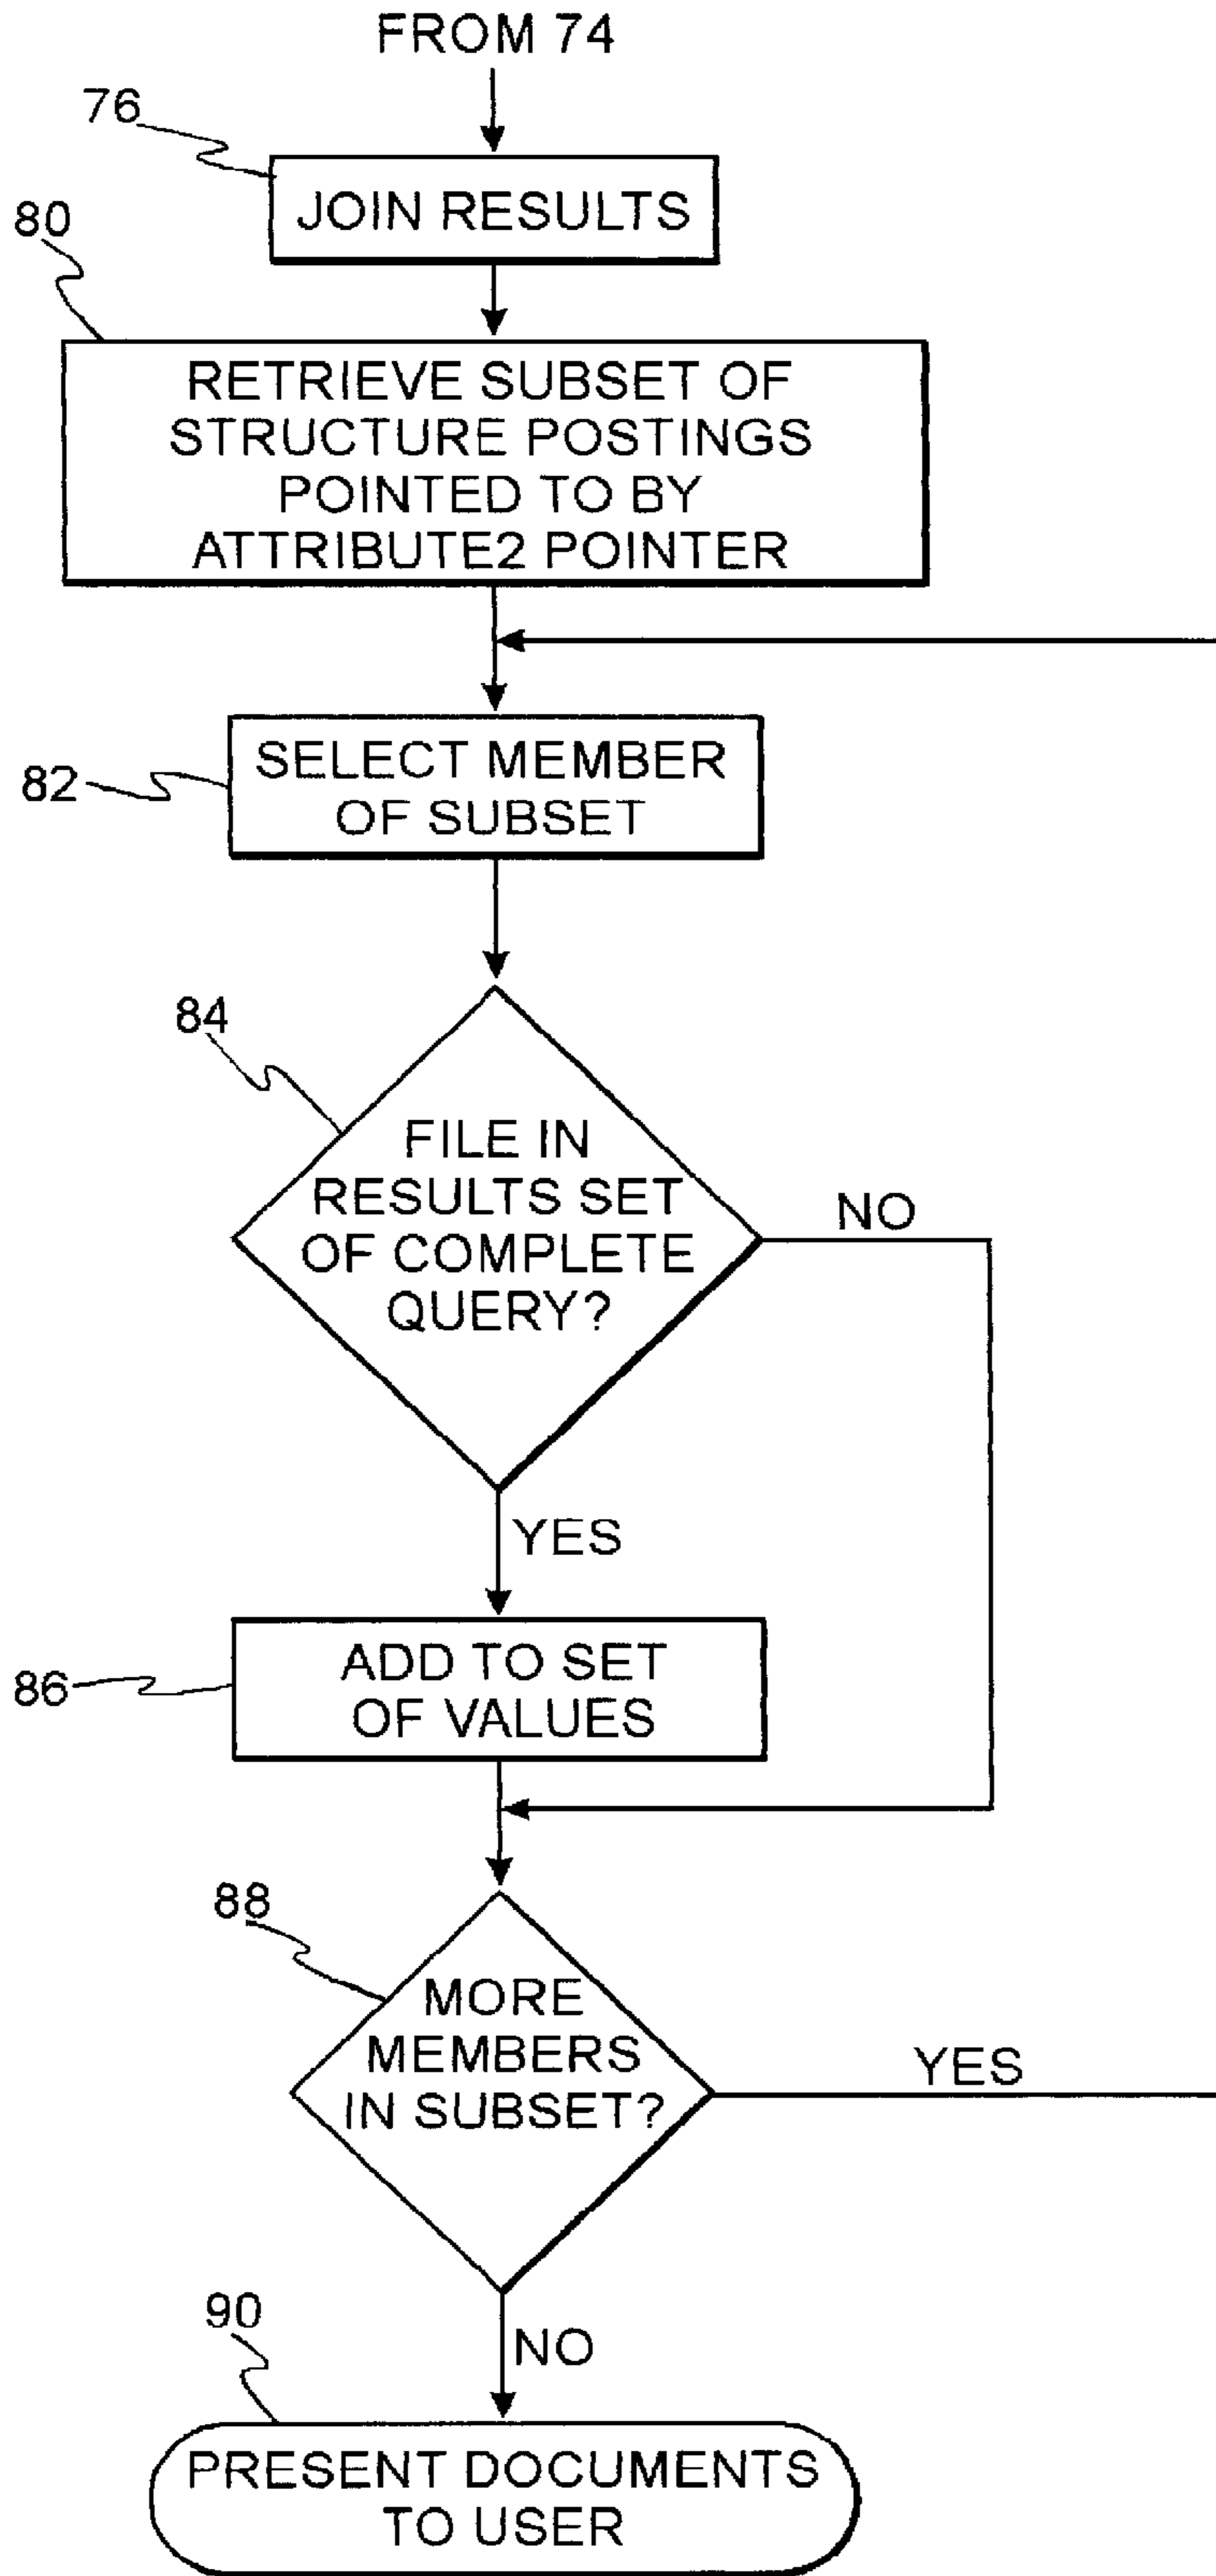 FROM 74
76
JOIN RESULTS
80
RETRIEVE SUBSET OF
STRUCTURE POSTINGS
POINTED TO BY
ATTRIBUTE2 POINTER
82
SELECT MEMBER
OF SUBSET
84
FILE IN
RESULTS SET
OF COMPLETE
QUERY?
NO
YES
86
ADD TO SET
OF VALUES
88
MORE
MEMBERS
IN SUBSET?
YES
NO
90
PRESENT DOCUMENTS
TO USER